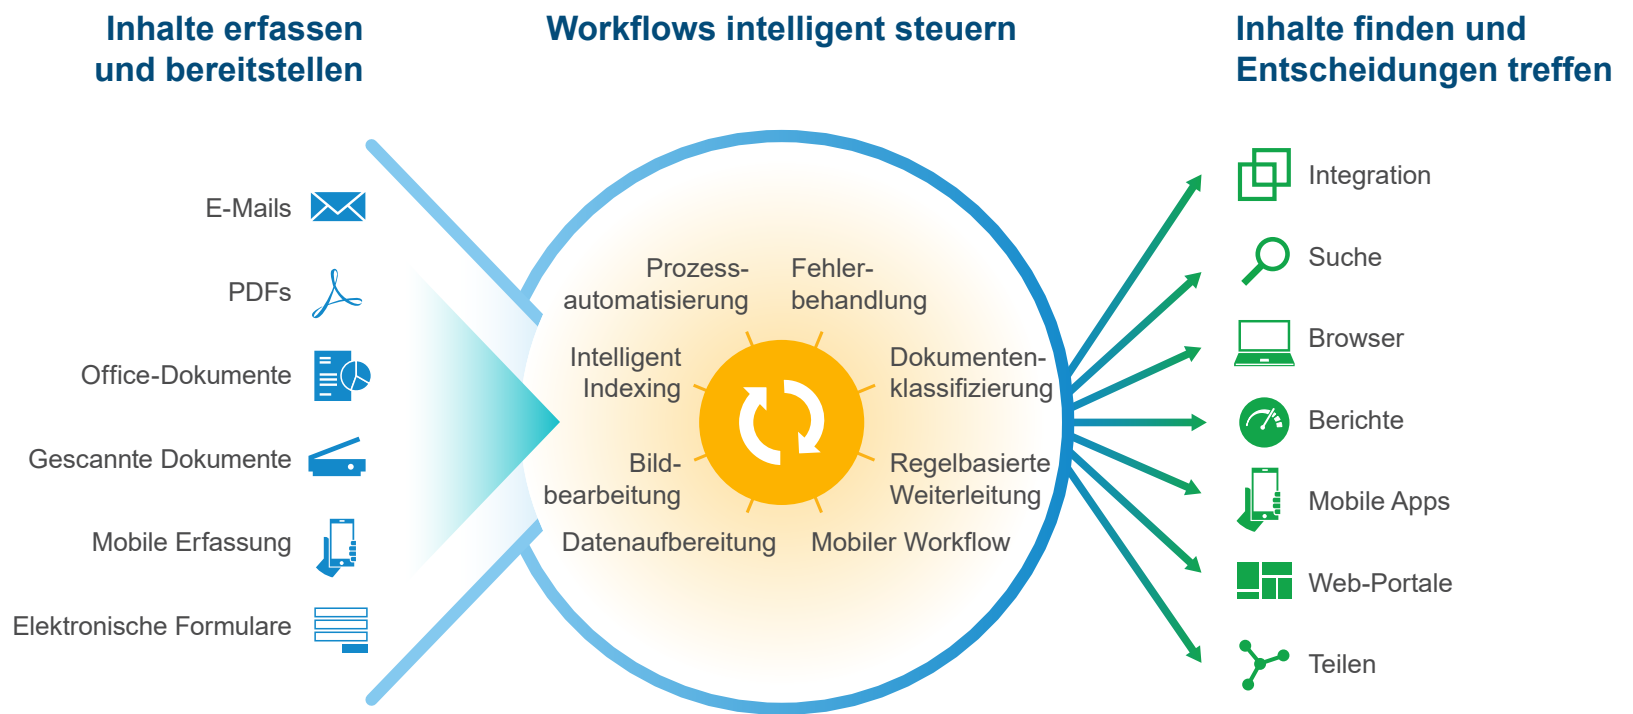 Inhalte erfassen
und bereitstellen
E-Mails
PDFs
Office-Dokumente
Gescannte Dokumente
Mobile Erfassung
Elektronische Formulare
Workflows intelligent steuern
Prozess-
automatisierung
Fehler-
behandlung
Intelligent
Indexing
Dokumenten-
klassifizierung
Bild-
bearbeitung
Regelbasierte
Weiterleitung
Datenaufbereitung
Mobiler Workflow
Inhalte finden und
Entscheidungen treffen
Integration
Suche
Browser
Berichte
Mobile Apps
Web-Portale
Teilen